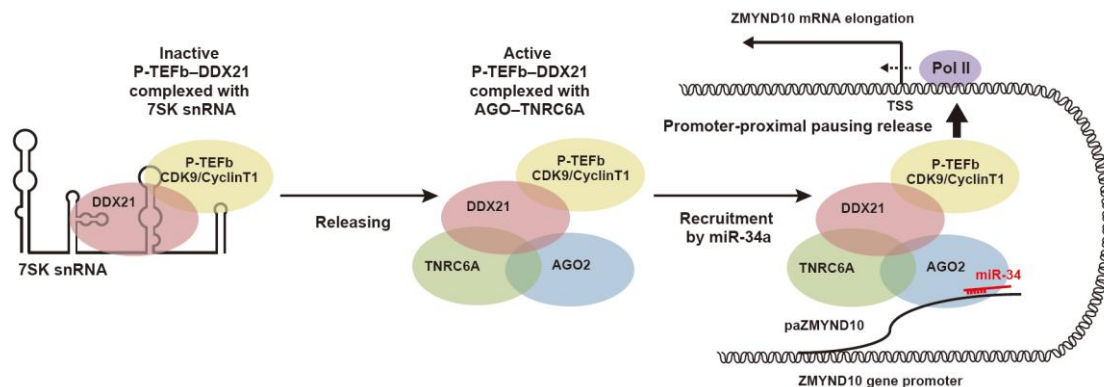 Inactive
P-TEFb–DDX21
complexed with
7SK snRNA
P-TEFb
CDK9/CyclinT1
DDX21
7SK snRNA
Releasing
Active
P-TEFb–DDX21
complexed with
AGO–TNRC6A
P-TEFb
CDK9/CyclinT1
DDX21
TNRC6A
AGO2
Recruitment
by miR-34a
ZMYND10 mRNA elongation
Pol II
TSS
Promoter-proximal pausing release
P-TEFb
CDK9/CyclinT1
DDX21
TNRC6A
AGO2
miR-34
paZMYND10
ZMYND10 gene promoter